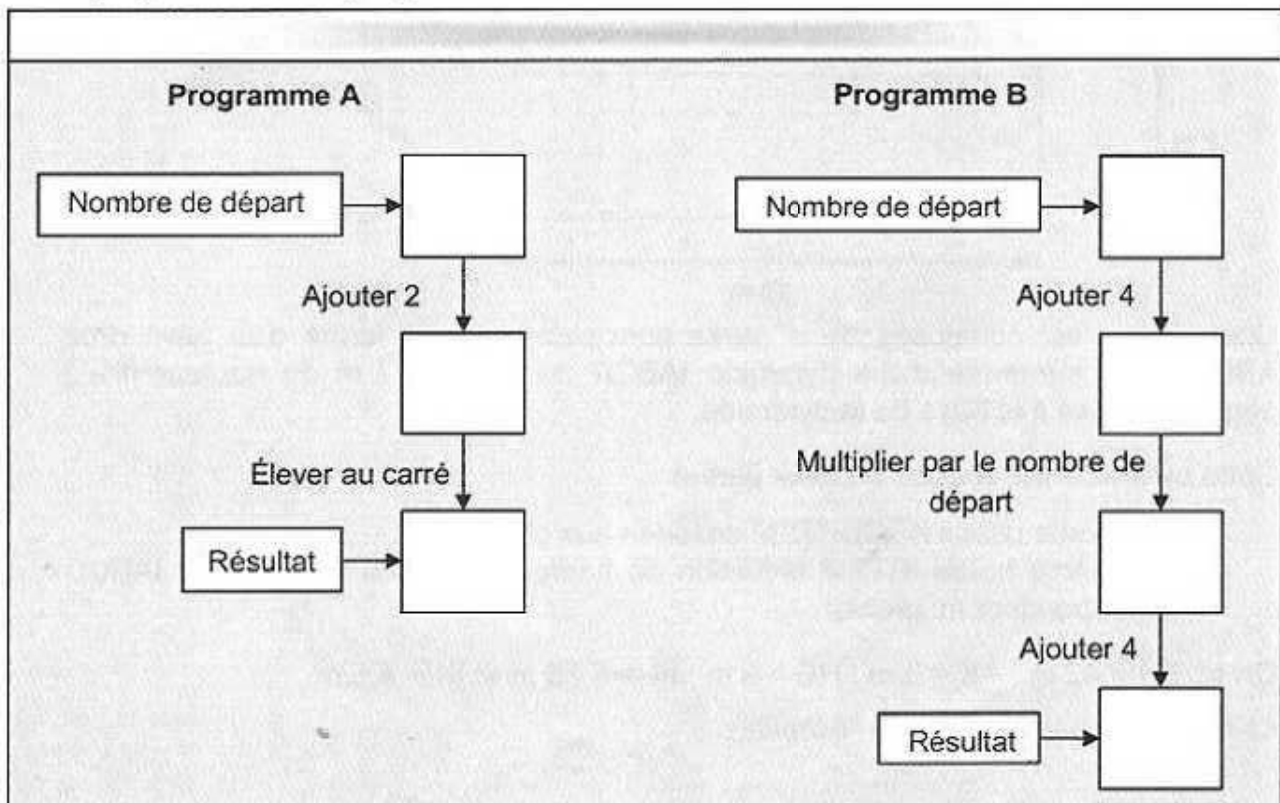 Programme A
Nombre de départ
Ajouter 2
Élever au carré
Résultat
Programme B
Nombre de départ
Ajouter 4
Multiplier par le nombre de
départ
Ajouter 4
Résultat